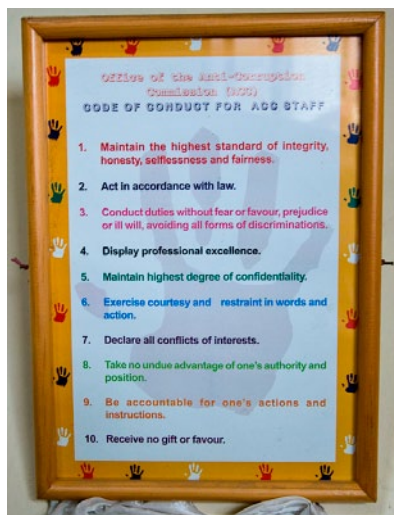 Office of the Anti-Corruption
Commission (ACC)
CODE OF CONDUCT FOR ACC STAFF
1. Maintain the highest standard of integrity,
honesty, selflessness and fairness.
2. Act in accordance with law.
3. Conduct duties without fear or favour, prejudice
or ill will, avoiding all forms of discriminations.
4. Display professional excellence.
5. Maintain highest degree of confidentiality.
6. Exercise courtesy and restraint in words and
action.
7. Declare all conflicts of interests.
8. Take no undue advantage of one's authority and
position.
9. Be accountable for one's actions and
instructions.
10. Receive no gift or favour.